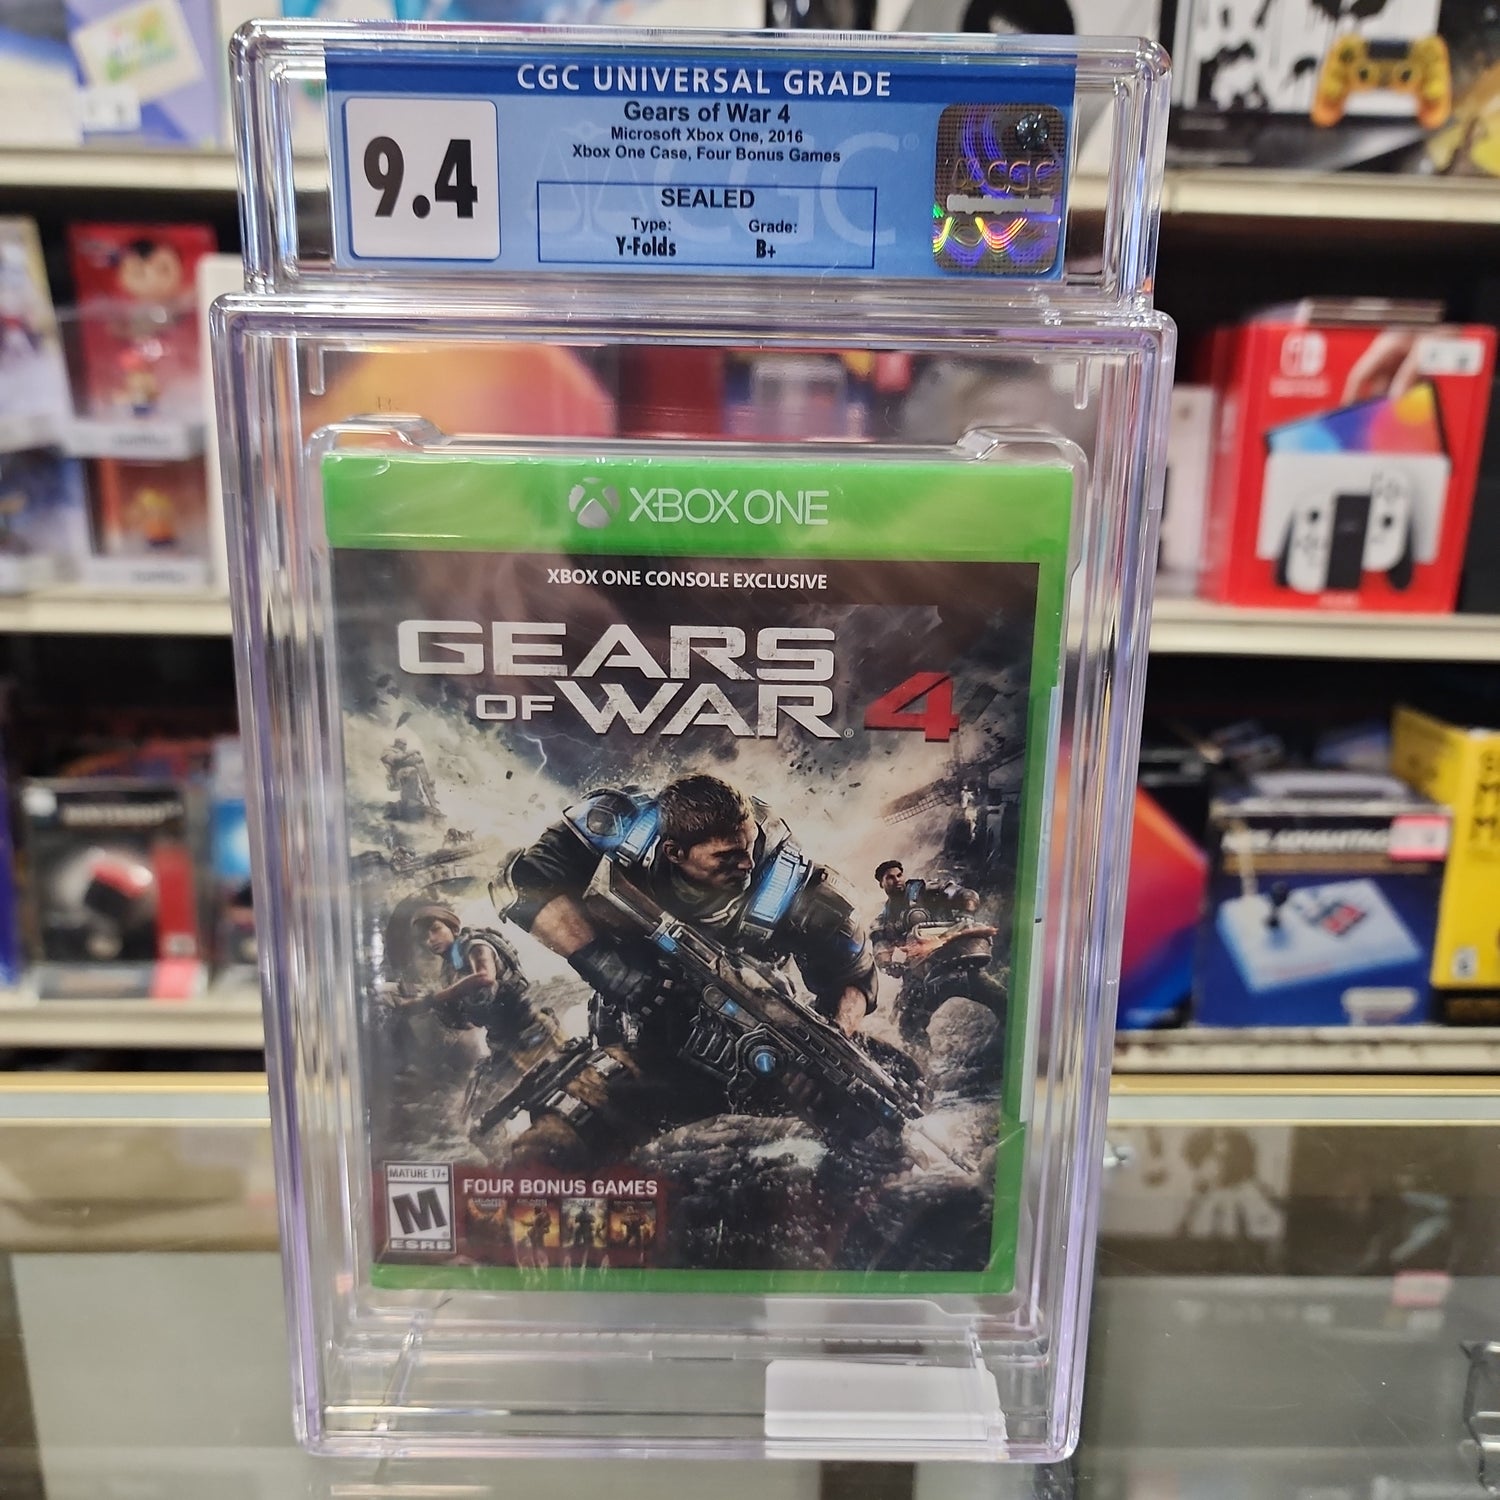 CGC UNIVERSAL GRADE
9.4
Gears of War 4
Microsoft Xbox One, 2016
Xbox One Case, Four Bonus Games
SEALED
Type: Grade:
Y-Folds B+
CGC
XBOX ONE
XBOX ONE CONSOLE EXCLUSIVE
GEARS
OF WAR® 4
MATURE 17+
M
ESRB
FOUR BONUS GAMES
ADVANTAGE